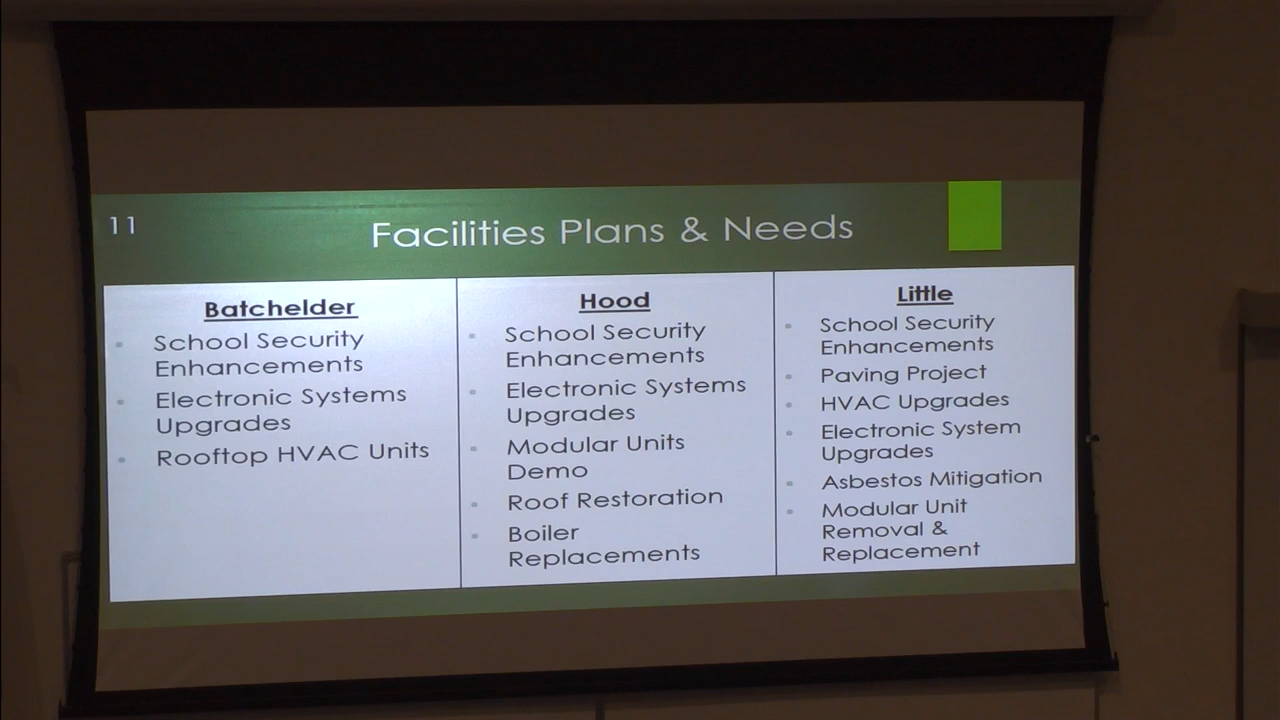 11
Facilities Plans & Needs
Batchelder
School Security
Enhancements
Electronic Systems
Upgrades
Rooftop HVAC Units
Hood
School Security
Enhancements
Electronic Systems
Upgrades
Modular Units
Demo
Roof Restoration
Boiler
Replacements
Little
School Security
Enhancements
Paving Project
HVAC Upgrades
Electronic System
Upgrades
Asbestos Mitigation
Modular Unit
Removal &
Replacement